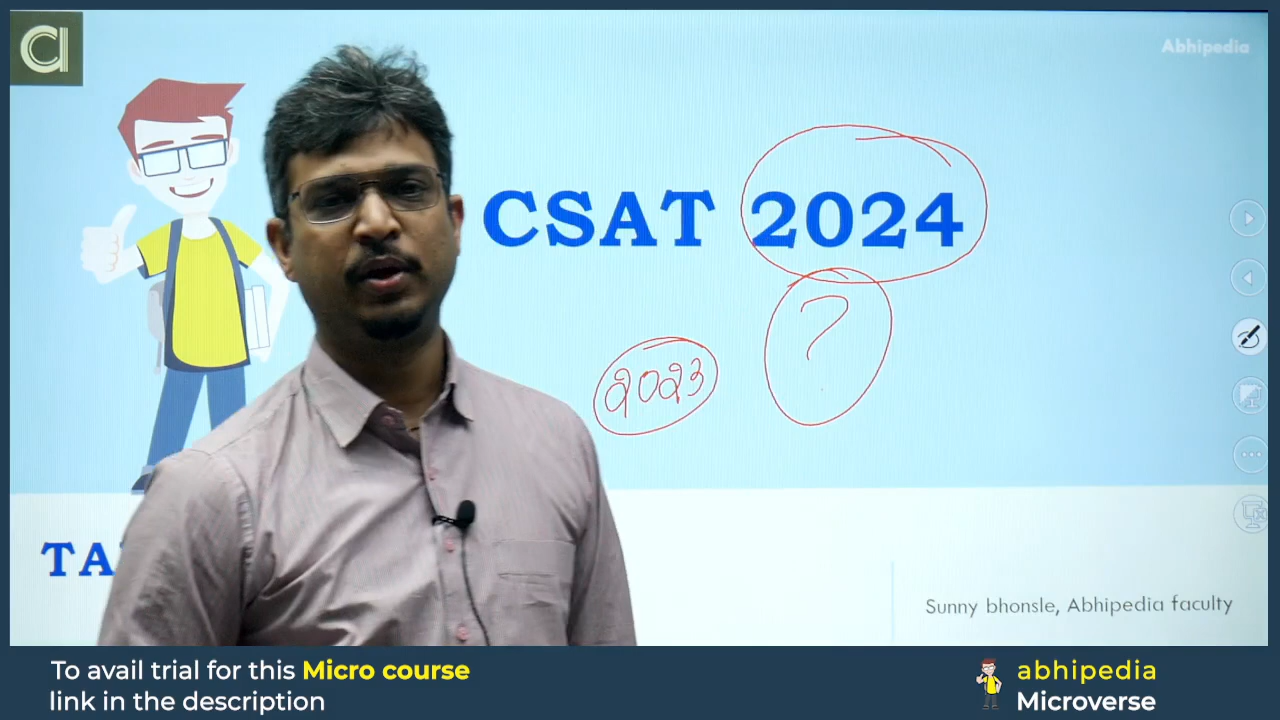 Abhipedia
CSAT 2024
?
2023
Sunny bhonsle, Abhipedia faculty
To avail trial for this Micro course
link in the description
abhipedia
Microverse